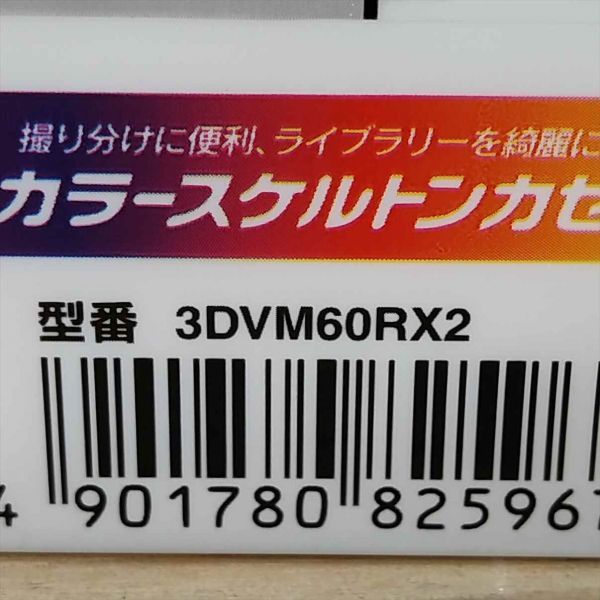 撮り分けに便利、ライブラリーを綺麗に
カラースケルトンカセ
型番 3DVM60RX2
4 901780 825967